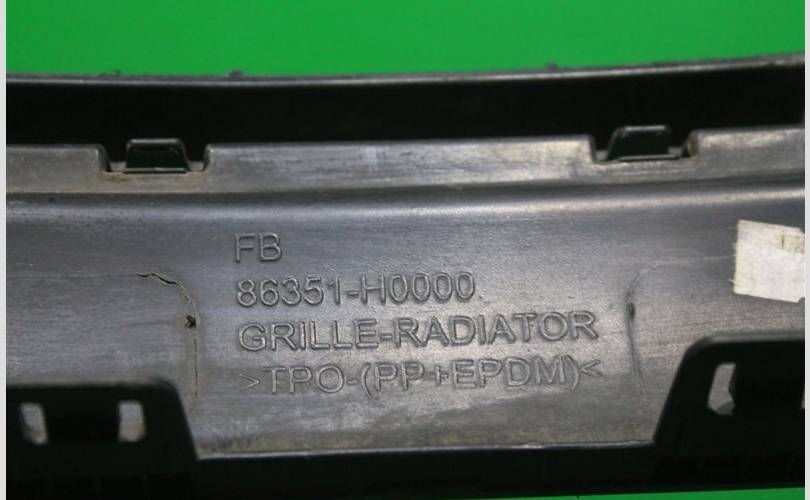 FB
86351-H0000
GRILLE-RADIATOR
>TPO-(PP+EPDM)<